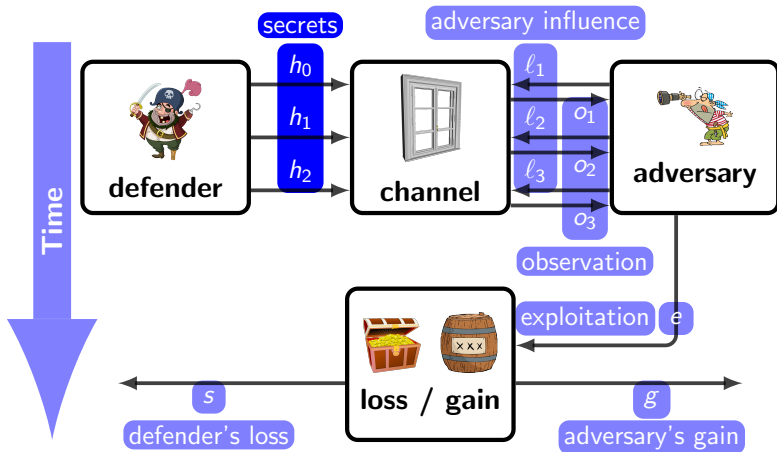 secrets
adversary influence
h₀
ℓ₁
h₁
ℓ₂
o₁
h₂
ℓ₃
o₂
o₃
defender
channel
adversary
Time
observation
exploitation
e
x x x
loss / gain
s
g
defender's loss
adversary's gain